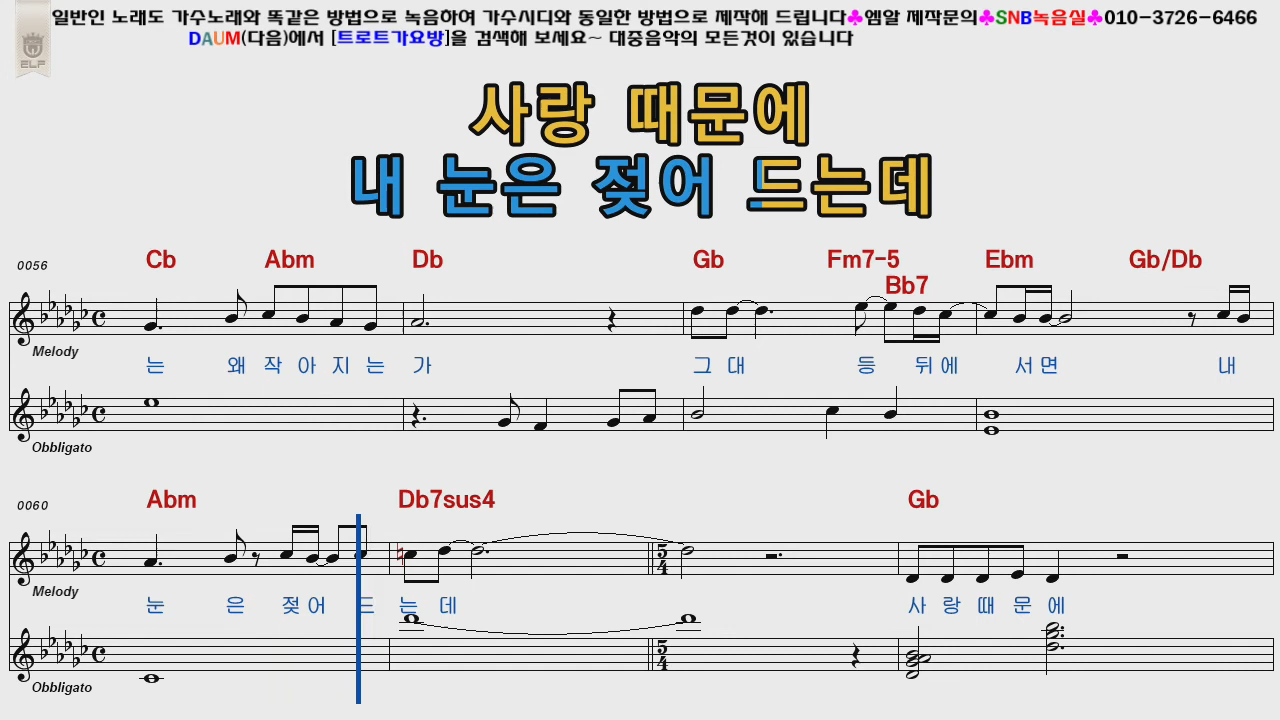 일반인 노래도 가수노래와 똑같은 방법으로 녹음하여 가수시디와 동일한 방법으로 제작해 드립니다♣엠알 제작문의♣SNB녹음실♣010-3726-6466
DAUM(다음)에서 [트로트가요방]을 검색해 보세요~ 대중음악의 모든것이 있습니다
ELF
사랑 때문에
내 눈은 젖어 드는데
0056 Cb Abm Db Gb Fm7-5 Bb7 Ebm Gb/Db
Melody
는 왜 작 아 지 는 가 그 대 등 뒤 에 서 면 내
Obbligato
0060 Abm Db7sus4 Gb
5 4
Melody
눈 은 젖 어 드 는 데 사 랑 때 문 에
5 4
Obbligato